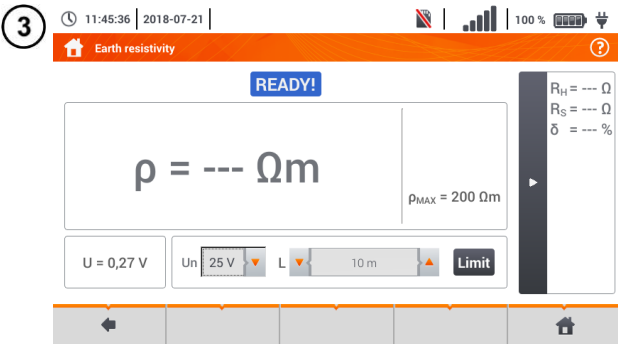 3
11:45:36 2018-07-21 100 %
Earth resistivity ?
READY!
ρ = --- Ωm
ρMAX = 200 Ωm
RH = --- Ω
RS = --- Ω
δ = --- %
U = 0,27 V
Un 25 V L 10 m Limit